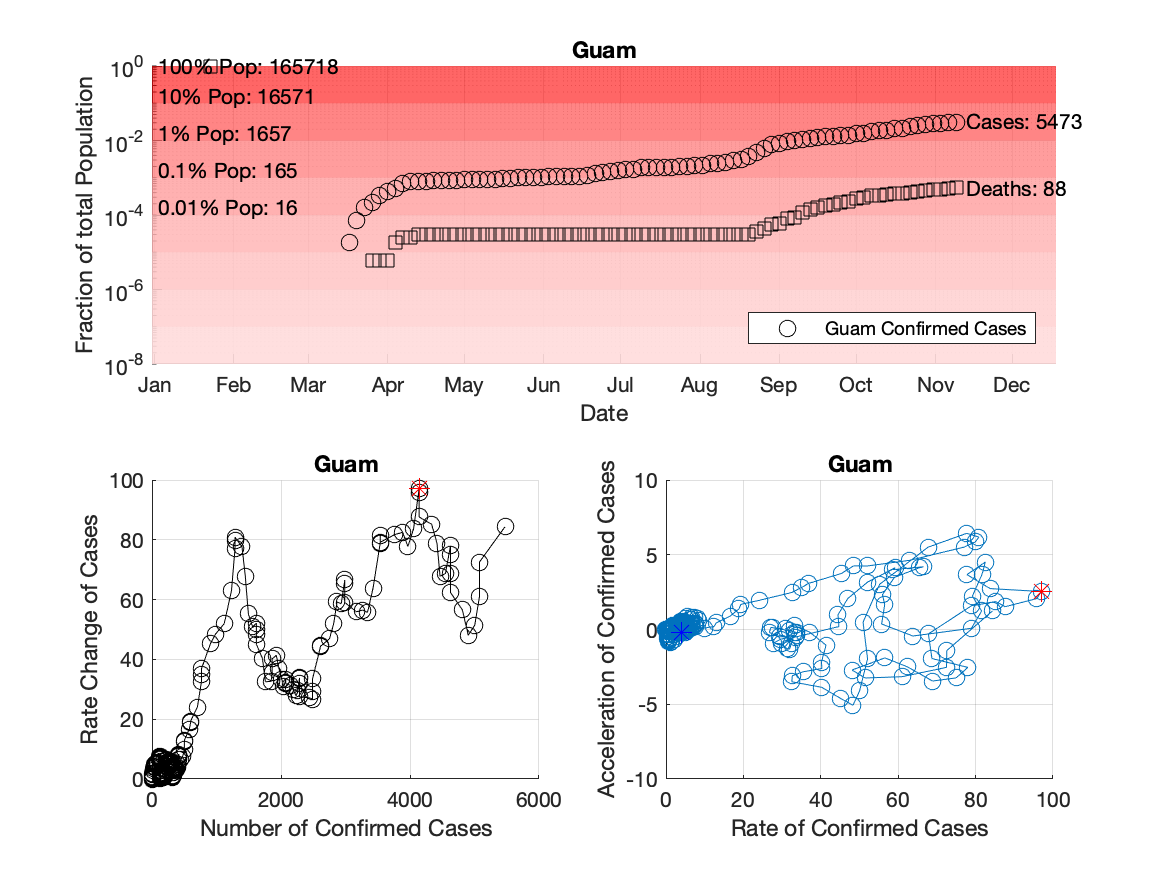 Guam
Fraction of total Population
10^0
10^-2
10^-4
10^-6
10^-8
100% Pop: 165718
10% Pop: 16571
1% Pop: 1657
0.1% Pop: 165
0.01% Pop: 16
Cases: 5473
Deaths: 88
Guam Confirmed Cases
Jan Feb Mar Apr May Jun Jul Aug Sep Oct Nov Dec
Date
Guam
Rate Change of Cases
100
80
60
40
20
0
0 2000 4000 6000
Number of Confirmed Cases
Guam
Acceleration of Confirmed Cases
10
5
0
-5
-10
0 20 40 60 80 100
Rate of Confirmed Cases